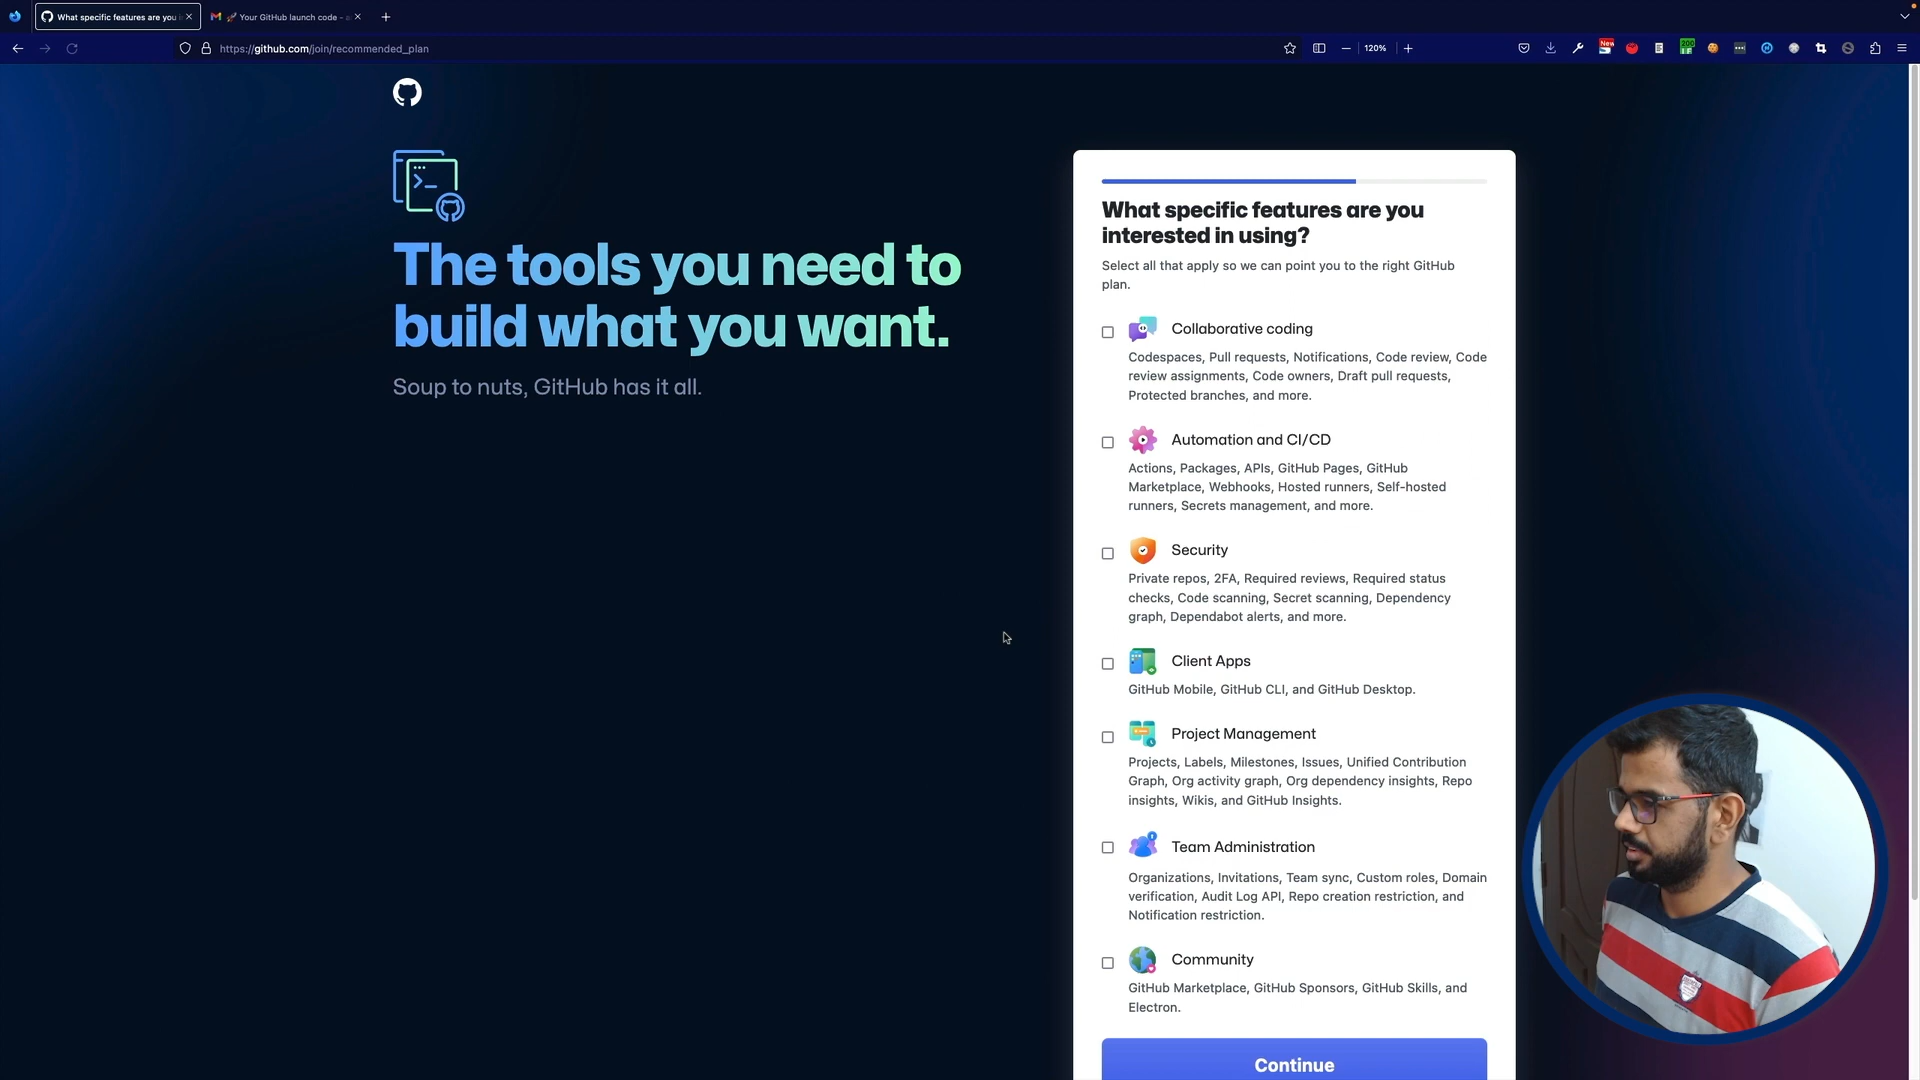 What specific features are you i
🚀 Your GitHub launch code -
https://github.com/join/recommended_plan
120%
New
200
The tools you need to
build what you want.
Soup to nuts, GitHub has it all.
What specific features are you
interested in using?
Select all that apply so we can point you to the right GitHub
plan.
Collaborative coding
Codespaces, Pull requests, Notifications, Code review, Code
review assignments, Code owners, Draft pull requests,
Protected branches, and more.
Automation and CI/CD
Actions, Packages, APIs, GitHub Pages, GitHub
Marketplace, Webhooks, Hosted runners, Self-hosted
runners, Secrets management, and more.
Security
Private repos, 2FA, Required reviews, Required status
checks, Code scanning, Secret scanning, Dependency
graph, Dependabot alerts, and more.
Client Apps
GitHub Mobile, GitHub CLI, and GitHub Desktop.
Project Management
Projects, Labels, Milestones, Issues, Unified Contribution
Graph, Org activity graph, Org dependency insights, Repo
insights, Wikis, and GitHub Insights.
Team Administration
Organizations, Invitations, Team sync, Custom roles, Domain
verification, Audit Log API, Repo creation restriction, and
Notification restriction.
Community
GitHub Marketplace, GitHub Sponsors, GitHub Skills, and
Electron.
Continue